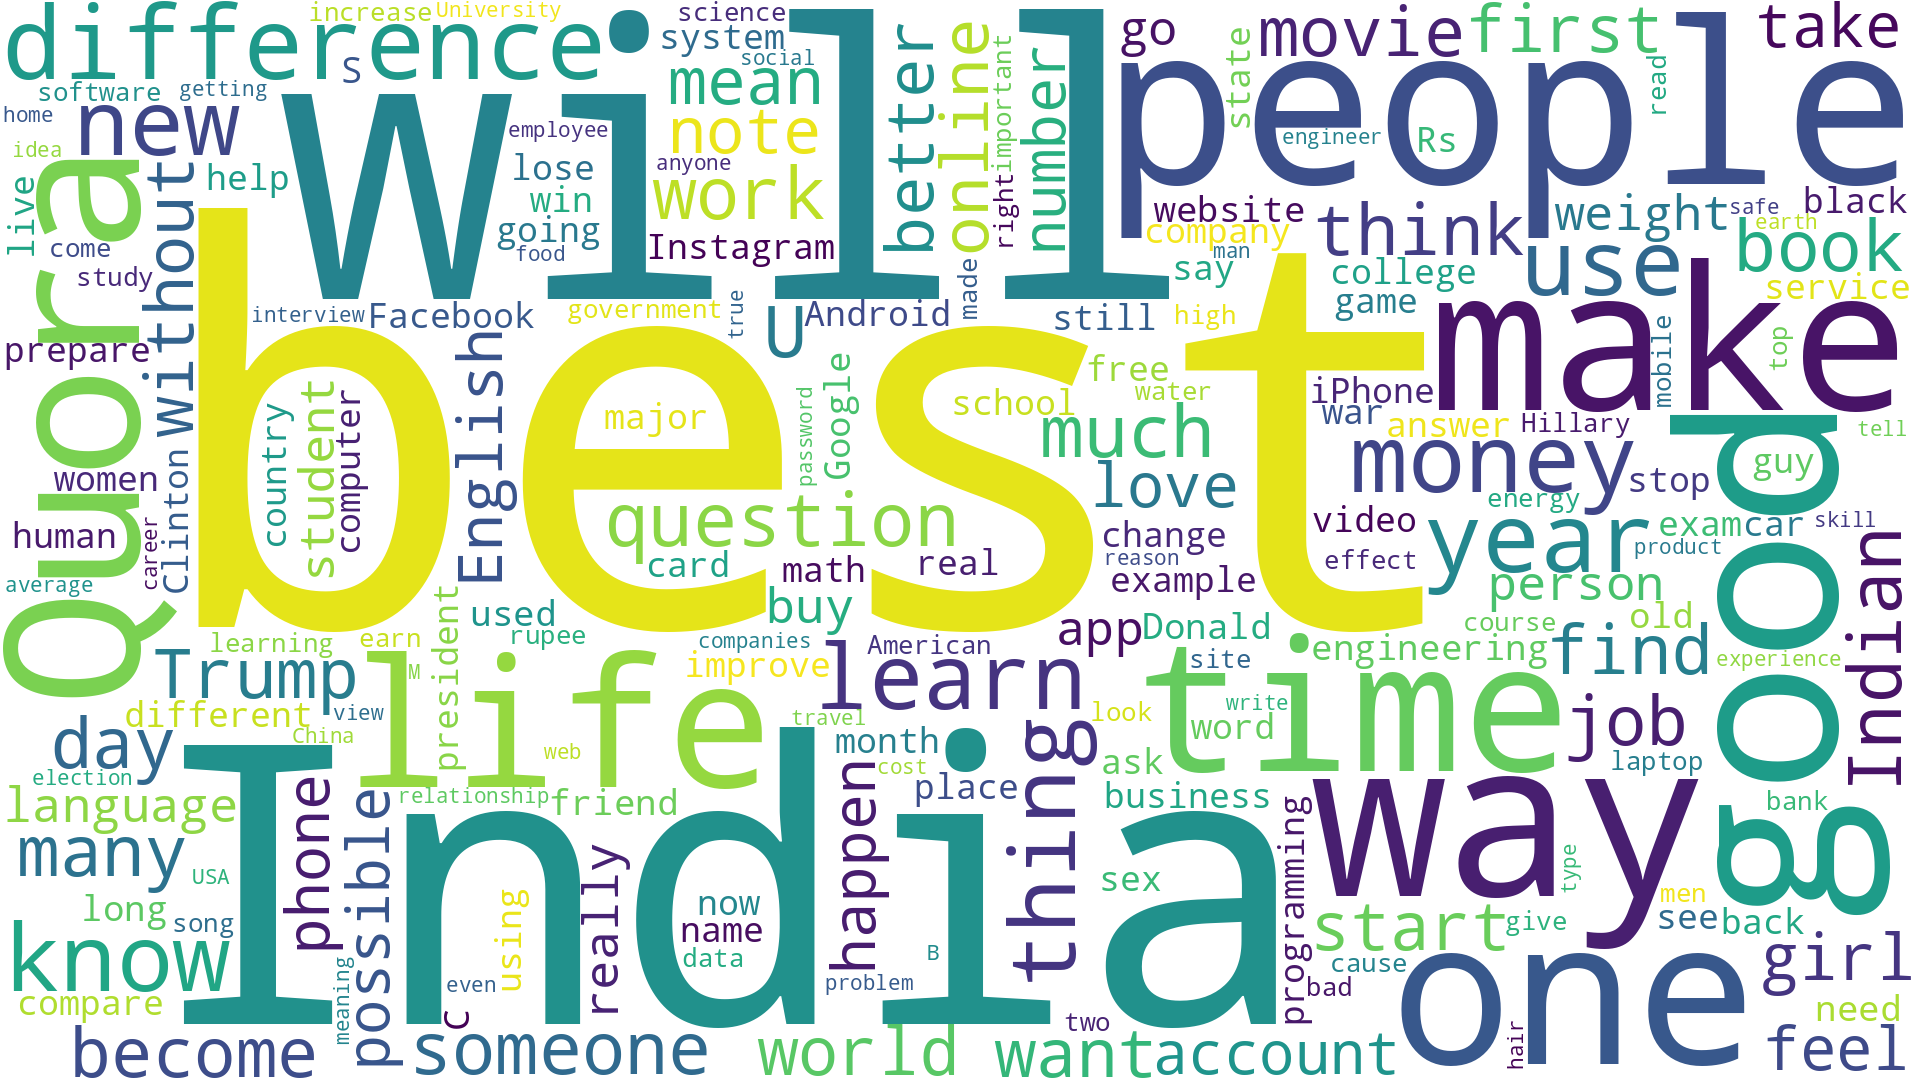 increase
University
science
difference
S
system
social
will
better
online
important
number
go
state
movie
first
take
people
read
software
getting
home
new
employee
mean
note
anyone
engineer
Rs
idea
without
help
lose
win
work
right
website
think
weight
safe
black
live
come
study
going
food
Instagram
company
man
say
college
use
earth
book
Quora
interview
Facebook
government
true
U
Android
made
still
high
game
service
make
prepare
best
English
country
student
computer
major
password
Google
free
school
water
much
iPhone
war
answer
Hillary
mobile
top
tell
money
good
guy
women
Clinton
question
love
stop
human
career
card
math
real
change
reason
example
video
effect
energy
year
product
exam
car
skill
average
used
rupee
buy
person
Indian
learning
earn
president
companies
American
app
Donald
site
engineering
course
old
find
experience
Trump
M
life
improve
learn
time
different
view
China
web
travel
look
write
word
job
day
election
relationship
friend
month
cost
place
thing
ask
business
laptop
language
phone
possible
India
happen
way
bank
many
USA
really
now
name
data
sex
programming
type
men
long
song
using
B
start
give
see
back
know
meaning
even
C
problem
cause
bad
one
girl
compare
need
become
someone
world
two
want
account
hair
feel